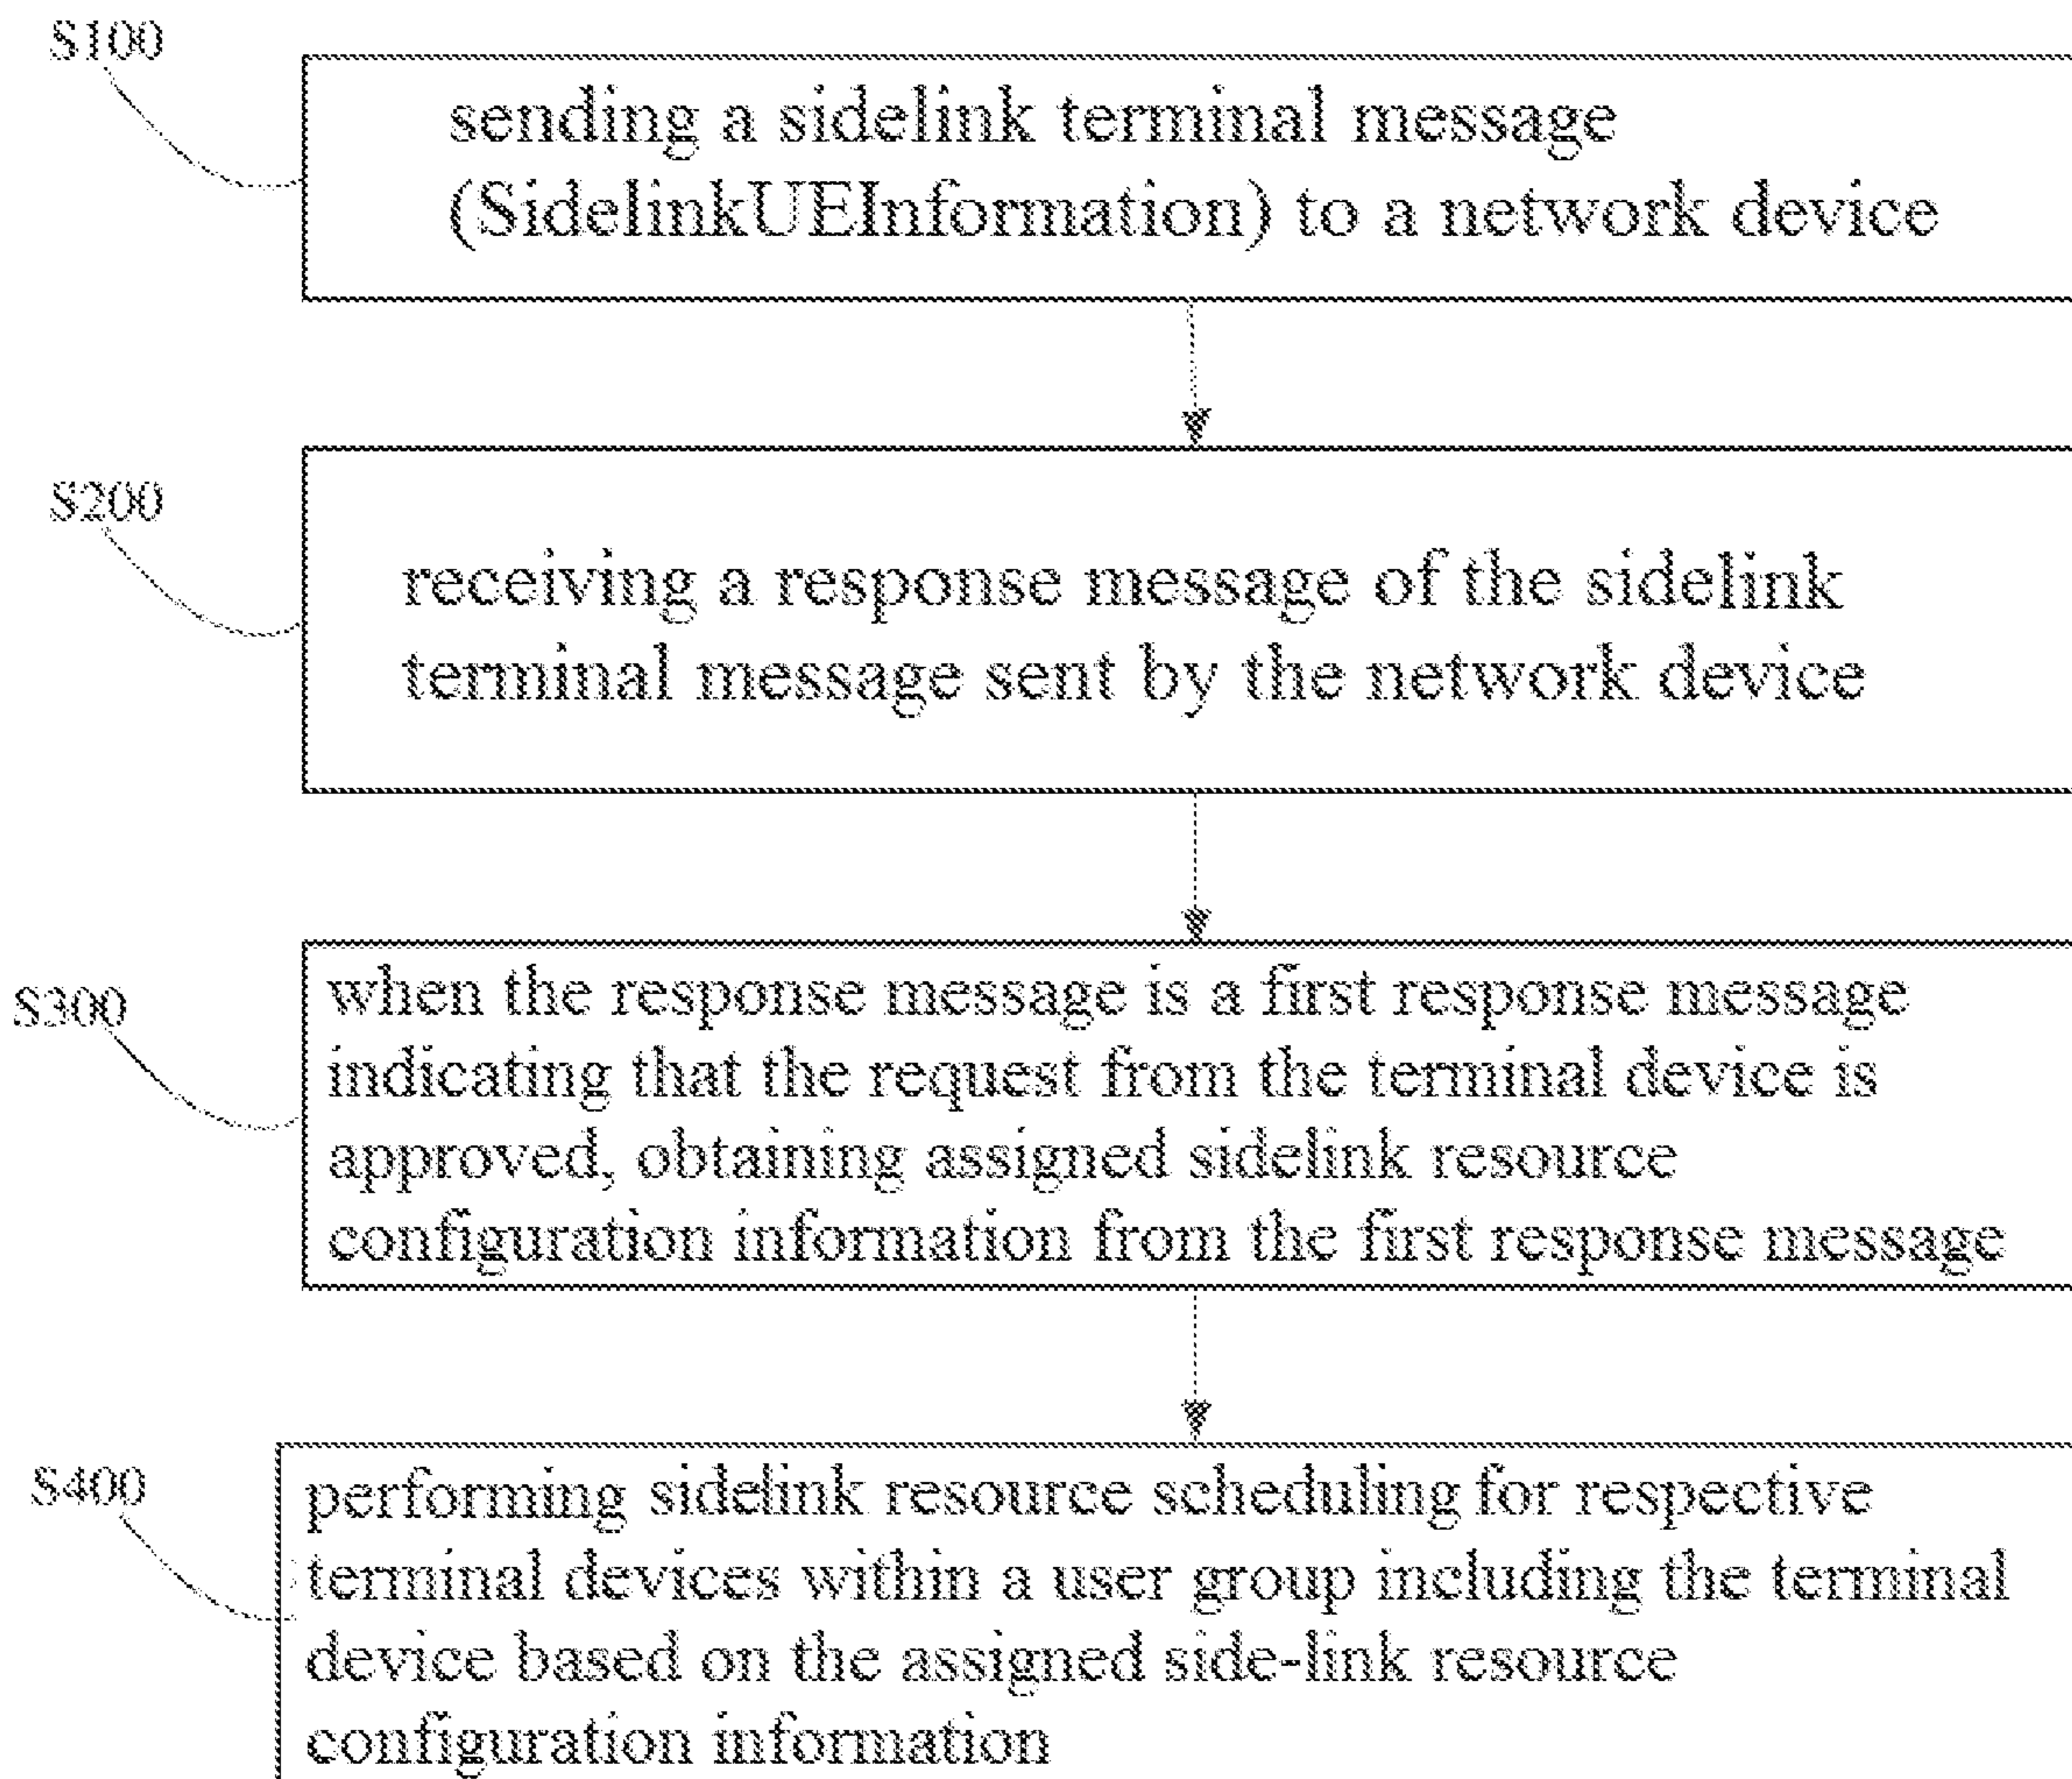 S100
sending a sidelink terminal message
(SidelinkUEInformation) to a network device
S200
receiving a response message of the sidelink
terminal message sent by the network device
S300
when the response message is a first response message
indicating that the request from the terminal device is
approved, obtaining assigned sidelink resource
configuration information from the first response message
S400
performing sidelink resource scheduling for respective
terminal devices within a user group including the terminal
device based on the assigned side-link resource
configuration information